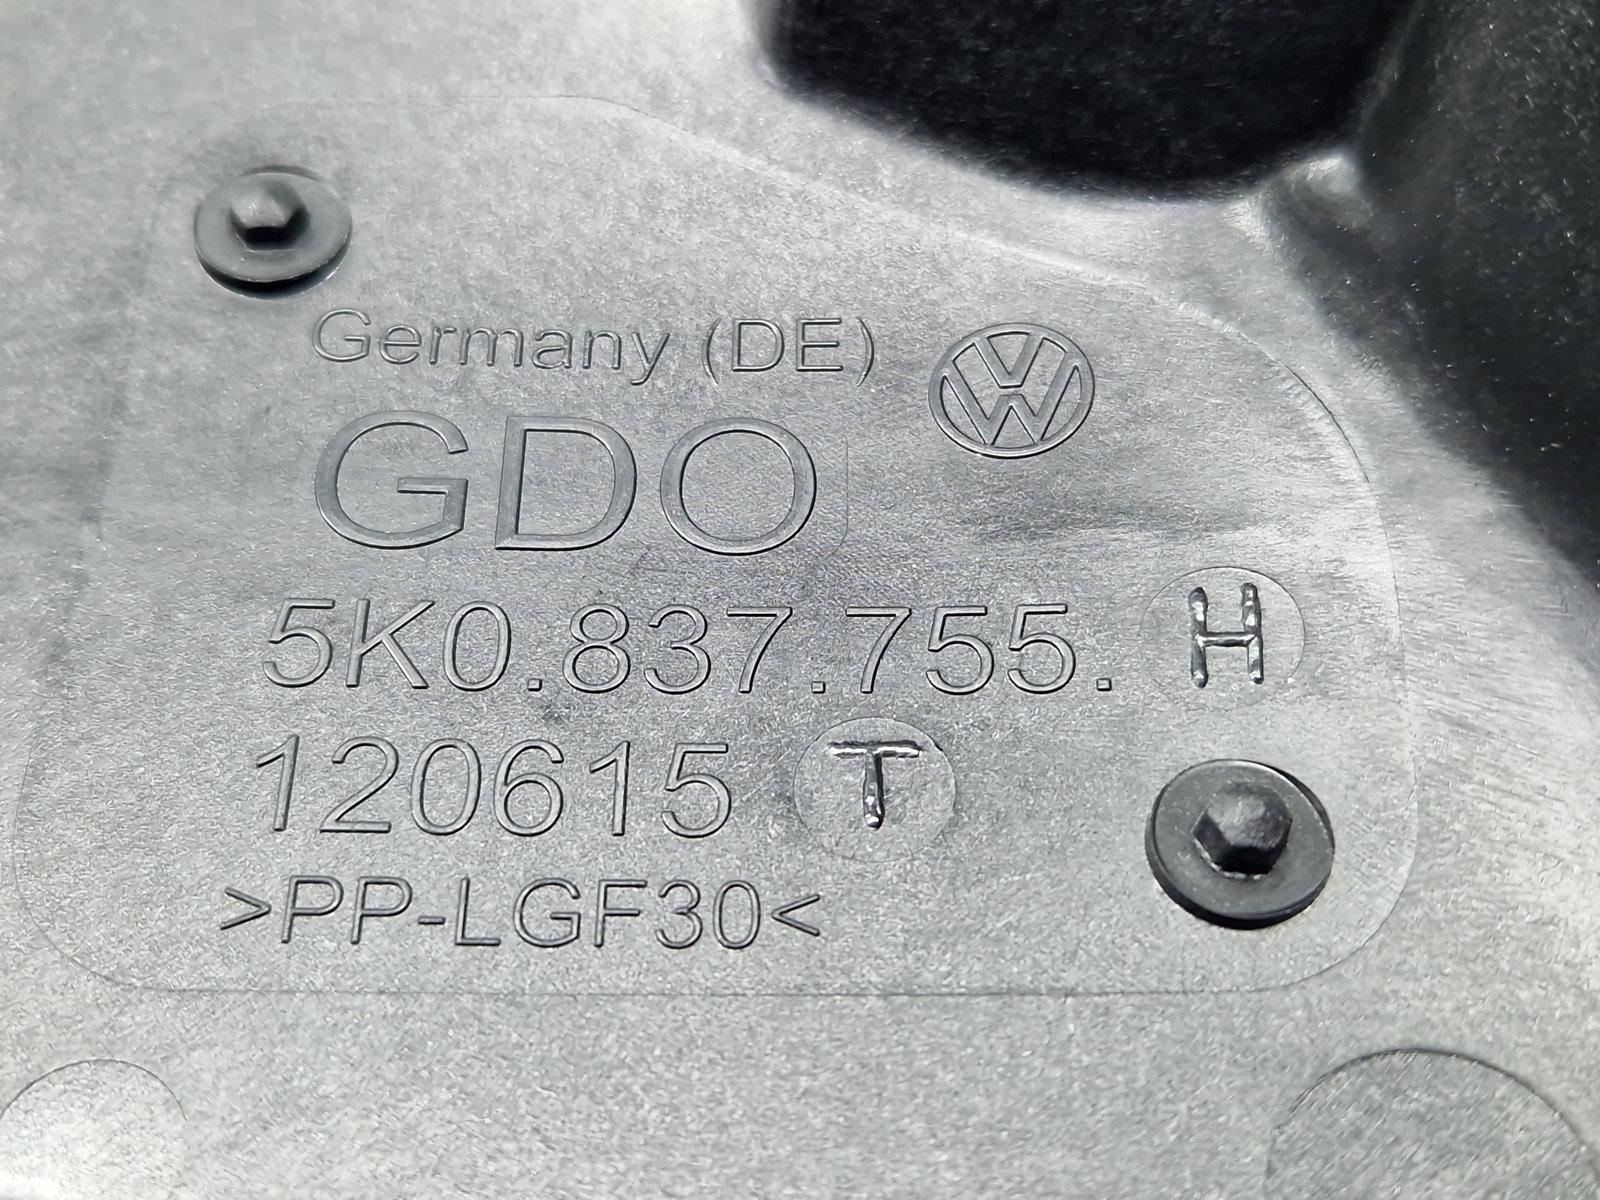 Germany (DE)
GDO
5K0.837.755. H
120615 T
>PP-LGF30<